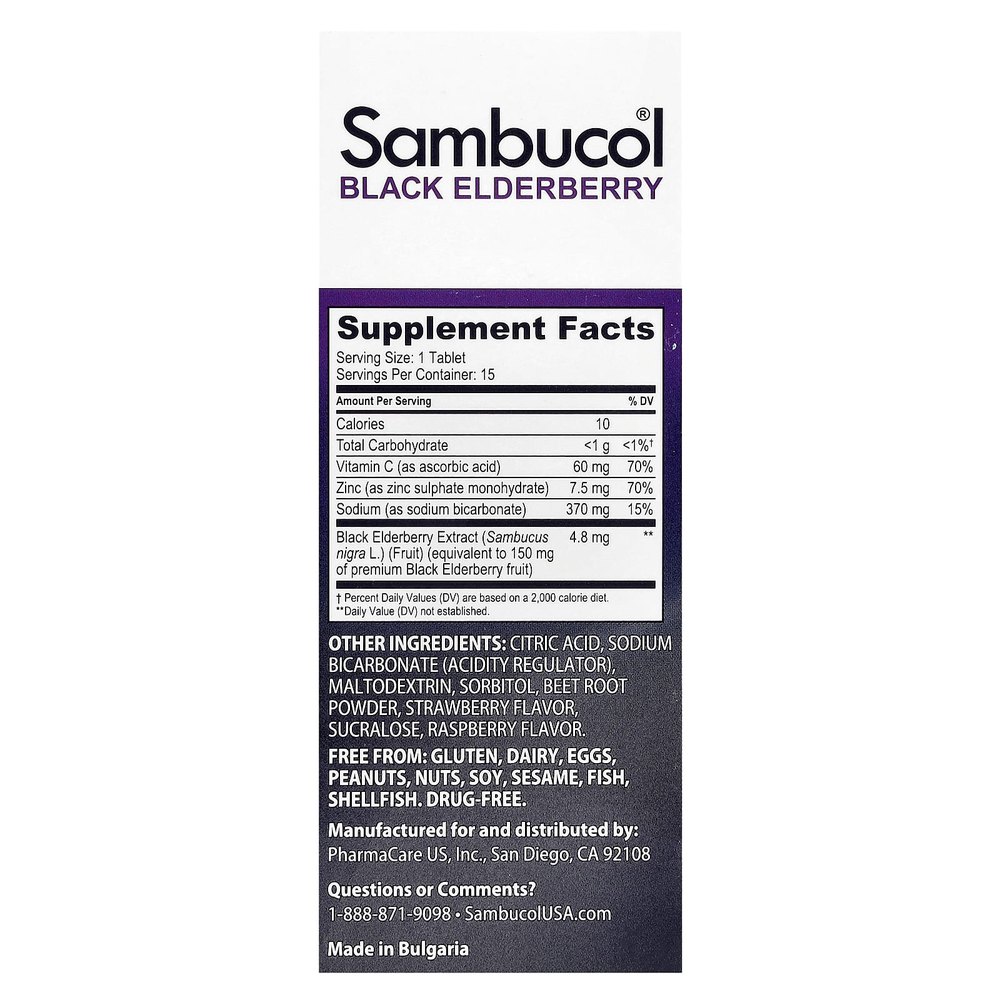 Sambucol®
BLACK ELDERBERRY
Supplement Facts
Serving Size: 1 Tablet
Servings Per Container: 15
Amount Per Serving % DV
Calories 10
Total Carbohydrate <1 g <1%†
Vitamin C (as ascorbic acid) 60 mg 70%
Zinc (as zinc sulphate monohydrate) 7.5 mg 70%
Sodium (as sodium bicarbonate) 370 mg 15%
Black Elderberry Extract (Sambucus 4.8 mg **
nigra L.) (Fruit) (equivalent to 150 mg
of premium Black Elderberry fruit)
† Percent Daily Values (DV) are based on a 2,000 calorie diet.
**Daily Value (DV) not established.
OTHER INGREDIENTS: CITRIC ACID, SODIUM
BICARBONATE (ACIDITY REGULATOR),
MALTODEXTRIN, SORBITOL, BEET ROOT
POWDER, STRAWBERRY FLAVOR,
SUCRALOSE, RASPBERRY FLAVOR.
FREE FROM: GLUTEN, DAIRY, EGGS,
PEANUTS, NUTS, SOY, SESAME, FISH,
SHELLFISH. DRUG-FREE.
Manufactured for and distributed by:
PharmaCare US, Inc., San Diego, CA 92108
Questions or Comments?
1-888-871-9098 • SambucolUSA.com
Made in Bulgaria